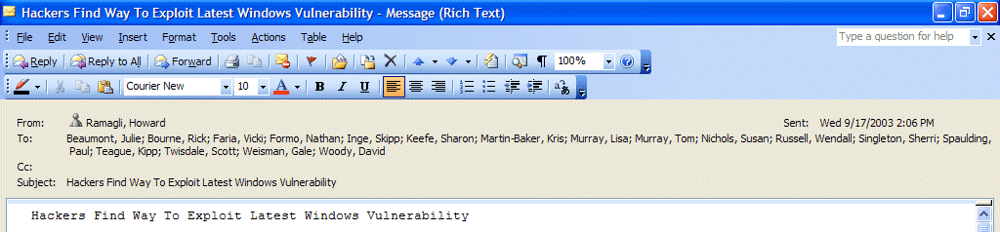 Hackers Find Way To Exploit Latest Windows Vulnerability - Message (Rich Text)
File Edit View Insert Format Tools Actions Table Help Type a question for help
Reply Reply to All Forward 100%
Courier New 10 A B I U
From: Ramagli, Howard Sent: Wed 9/17/2003 2:06 PM
To: Beaumont, Julie; Bourne, Rick; Faria, Vicki; Formo, Nathan; Inge, Skipp; Keefe, Sharon; Martin-Baker, Kris; Murray, Lisa; Murray, Tom; Nichols, Susan; Russell, Wendall; Singleton, Sherri; Spaulding,
Paul; Teague, Kipp; Twisdale, Scott; Weisman, Gale; Woody, David
Cc:
Subject: Hackers Find Way To Exploit Latest Windows Vulnerability
Hackers Find Way To Exploit Latest Windows Vulnerability